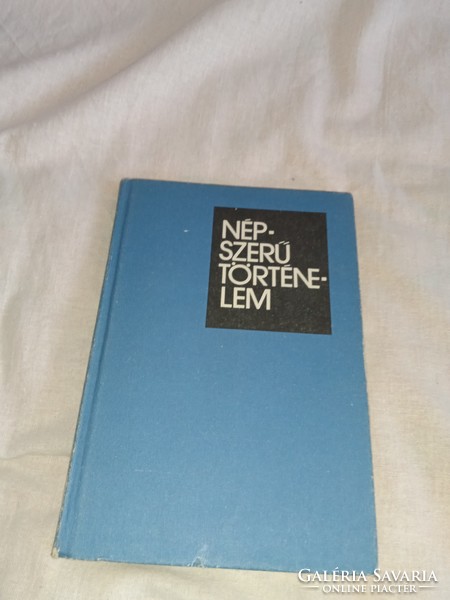 NÉP-
SZERŰ
TÖRTÉNE-
LEM
GALÉRIA SAVARIA
ONLINE PIACTÉR